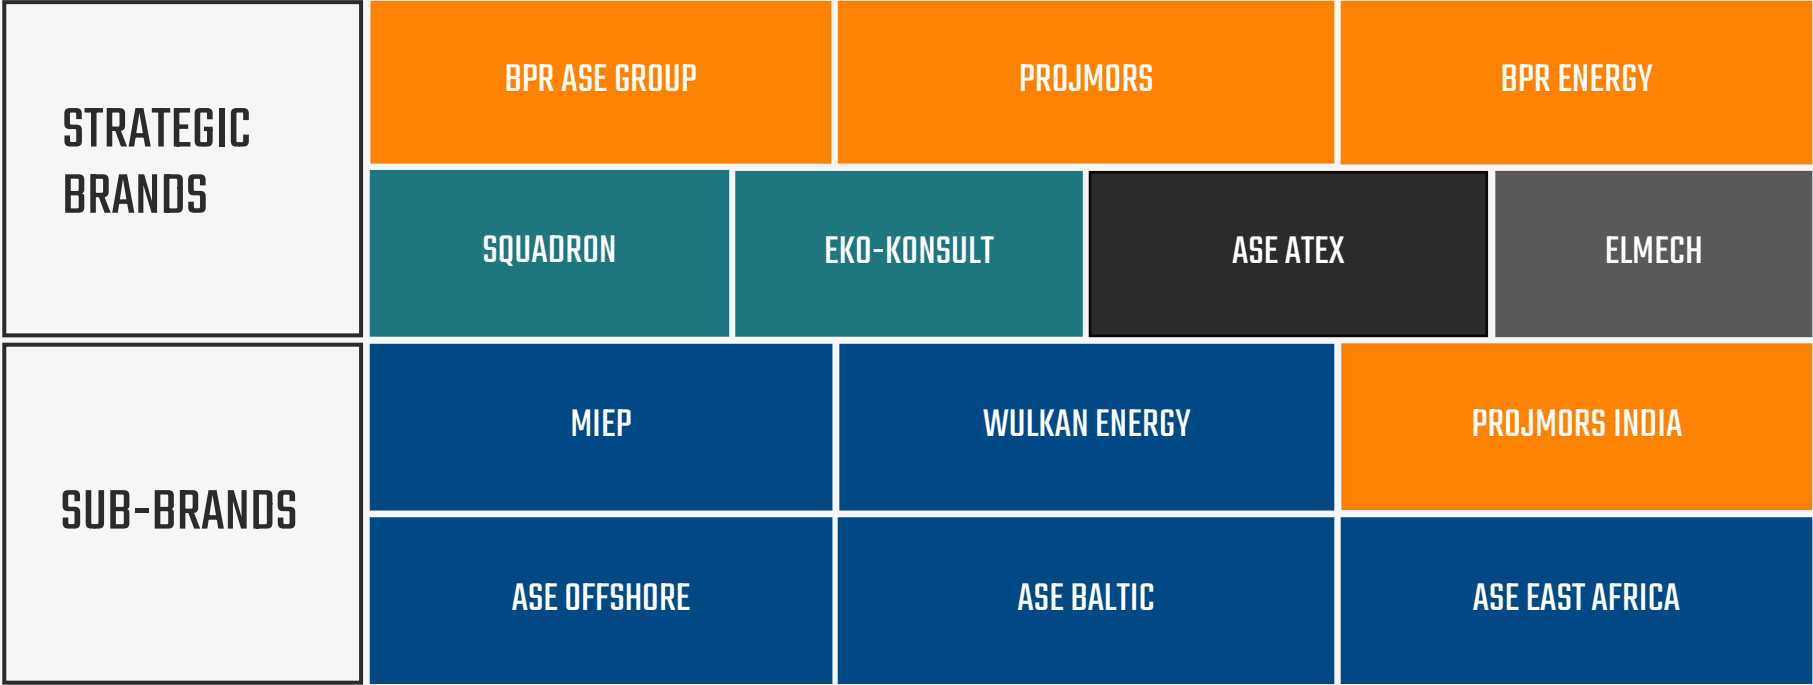 STRATEGIC
BRANDS
BPR ASE GROUP
PROJMORS
BPR ENERGY
SQUADRON
EKO-KONSULT
ASE ATEX
ELMECH
SUB-BRANDS
MIEP
WULKAN ENERGY
PROJMORS INDIA
ASE OFFSHORE
ASE BALTIC
ASE EAST AFRICA